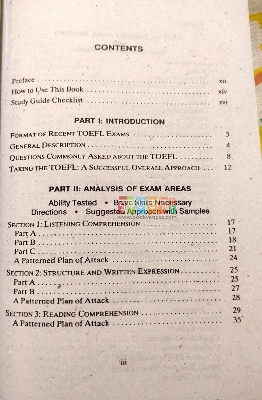 CONTENTS
Preface xii
How to Use This Book xiv
Study Guide Checklist xvi
PART I: INTRODUCTION
FORMAT OF RECENT TOEFL EXAMS 3
GENERAL DESCRIPTION 4
QUESTIONS COMMONLY ASKED ABOUT THE TOEFL 8
TAKING THE TOEFL: A SUCCESSFUL OVERALL APPROACH 12
PART II: ANALYSIS OF EXAM AREAS
Ability Tested • Basic Skills Necessary
Directions • Suggested Approach with Samples
SECTION 1: LISTENING COMPREHENSION 17
Part A 17
Part B 18
Part C 21
A Patterned Plan of Attack 24
SECTION 2: STRUCTURE AND WRITTEN EXPRESSION 25
Part A 25
Part B 27
A Patterned Plan of Attack 28
SECTION 3: READING COMPREHENSION 29
A Patterned Plan of Attack 35
iii